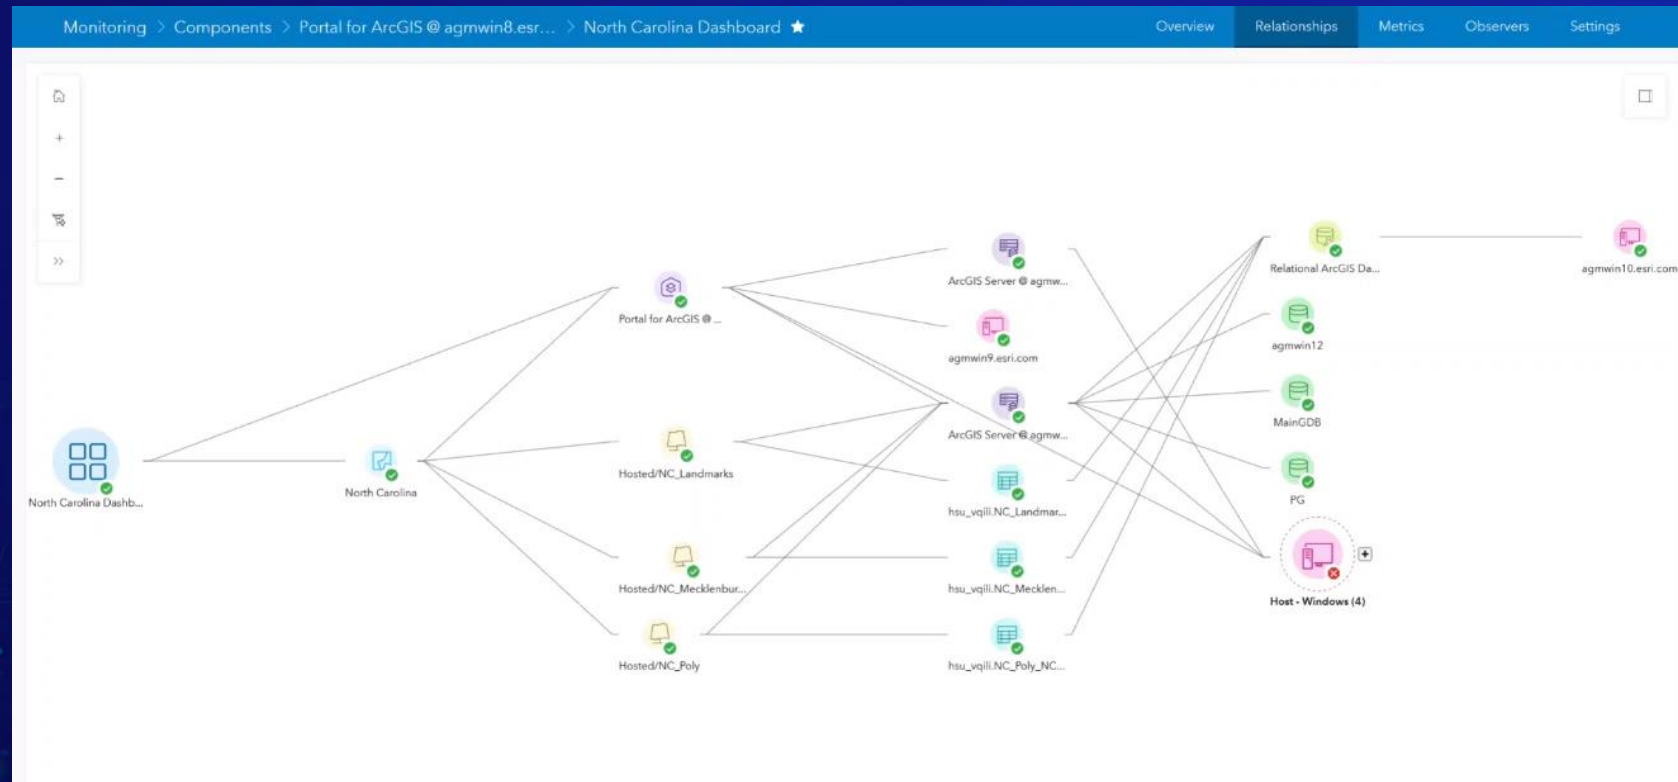 Monitoring > Components > Portal for ArcGIS @ agmwin8.esr... > North Carolina Dashboard
Overview
Relationships
Metrics
Observers
Settings
ArcGIS Server @ agmw...
Relational ArcGIS Da...
agmwin10.esri.com
Portal for ArcGIS @ ...
agmwin9.esri.com
agmwin12
ArcGIS Server @ agmw...
MainGDB
North Carolina Dashb...
North Carolina
Hosted/NC_Landmarks
hsu_vqili.NC_Landmar...
PG
Hosted/NC_Mecklenbur...
hsu_vqili.NC_Mecklen...
Host - Windows (4)
Hosted/NC_Poly
hsu_vqili.NC_Poly_NC...